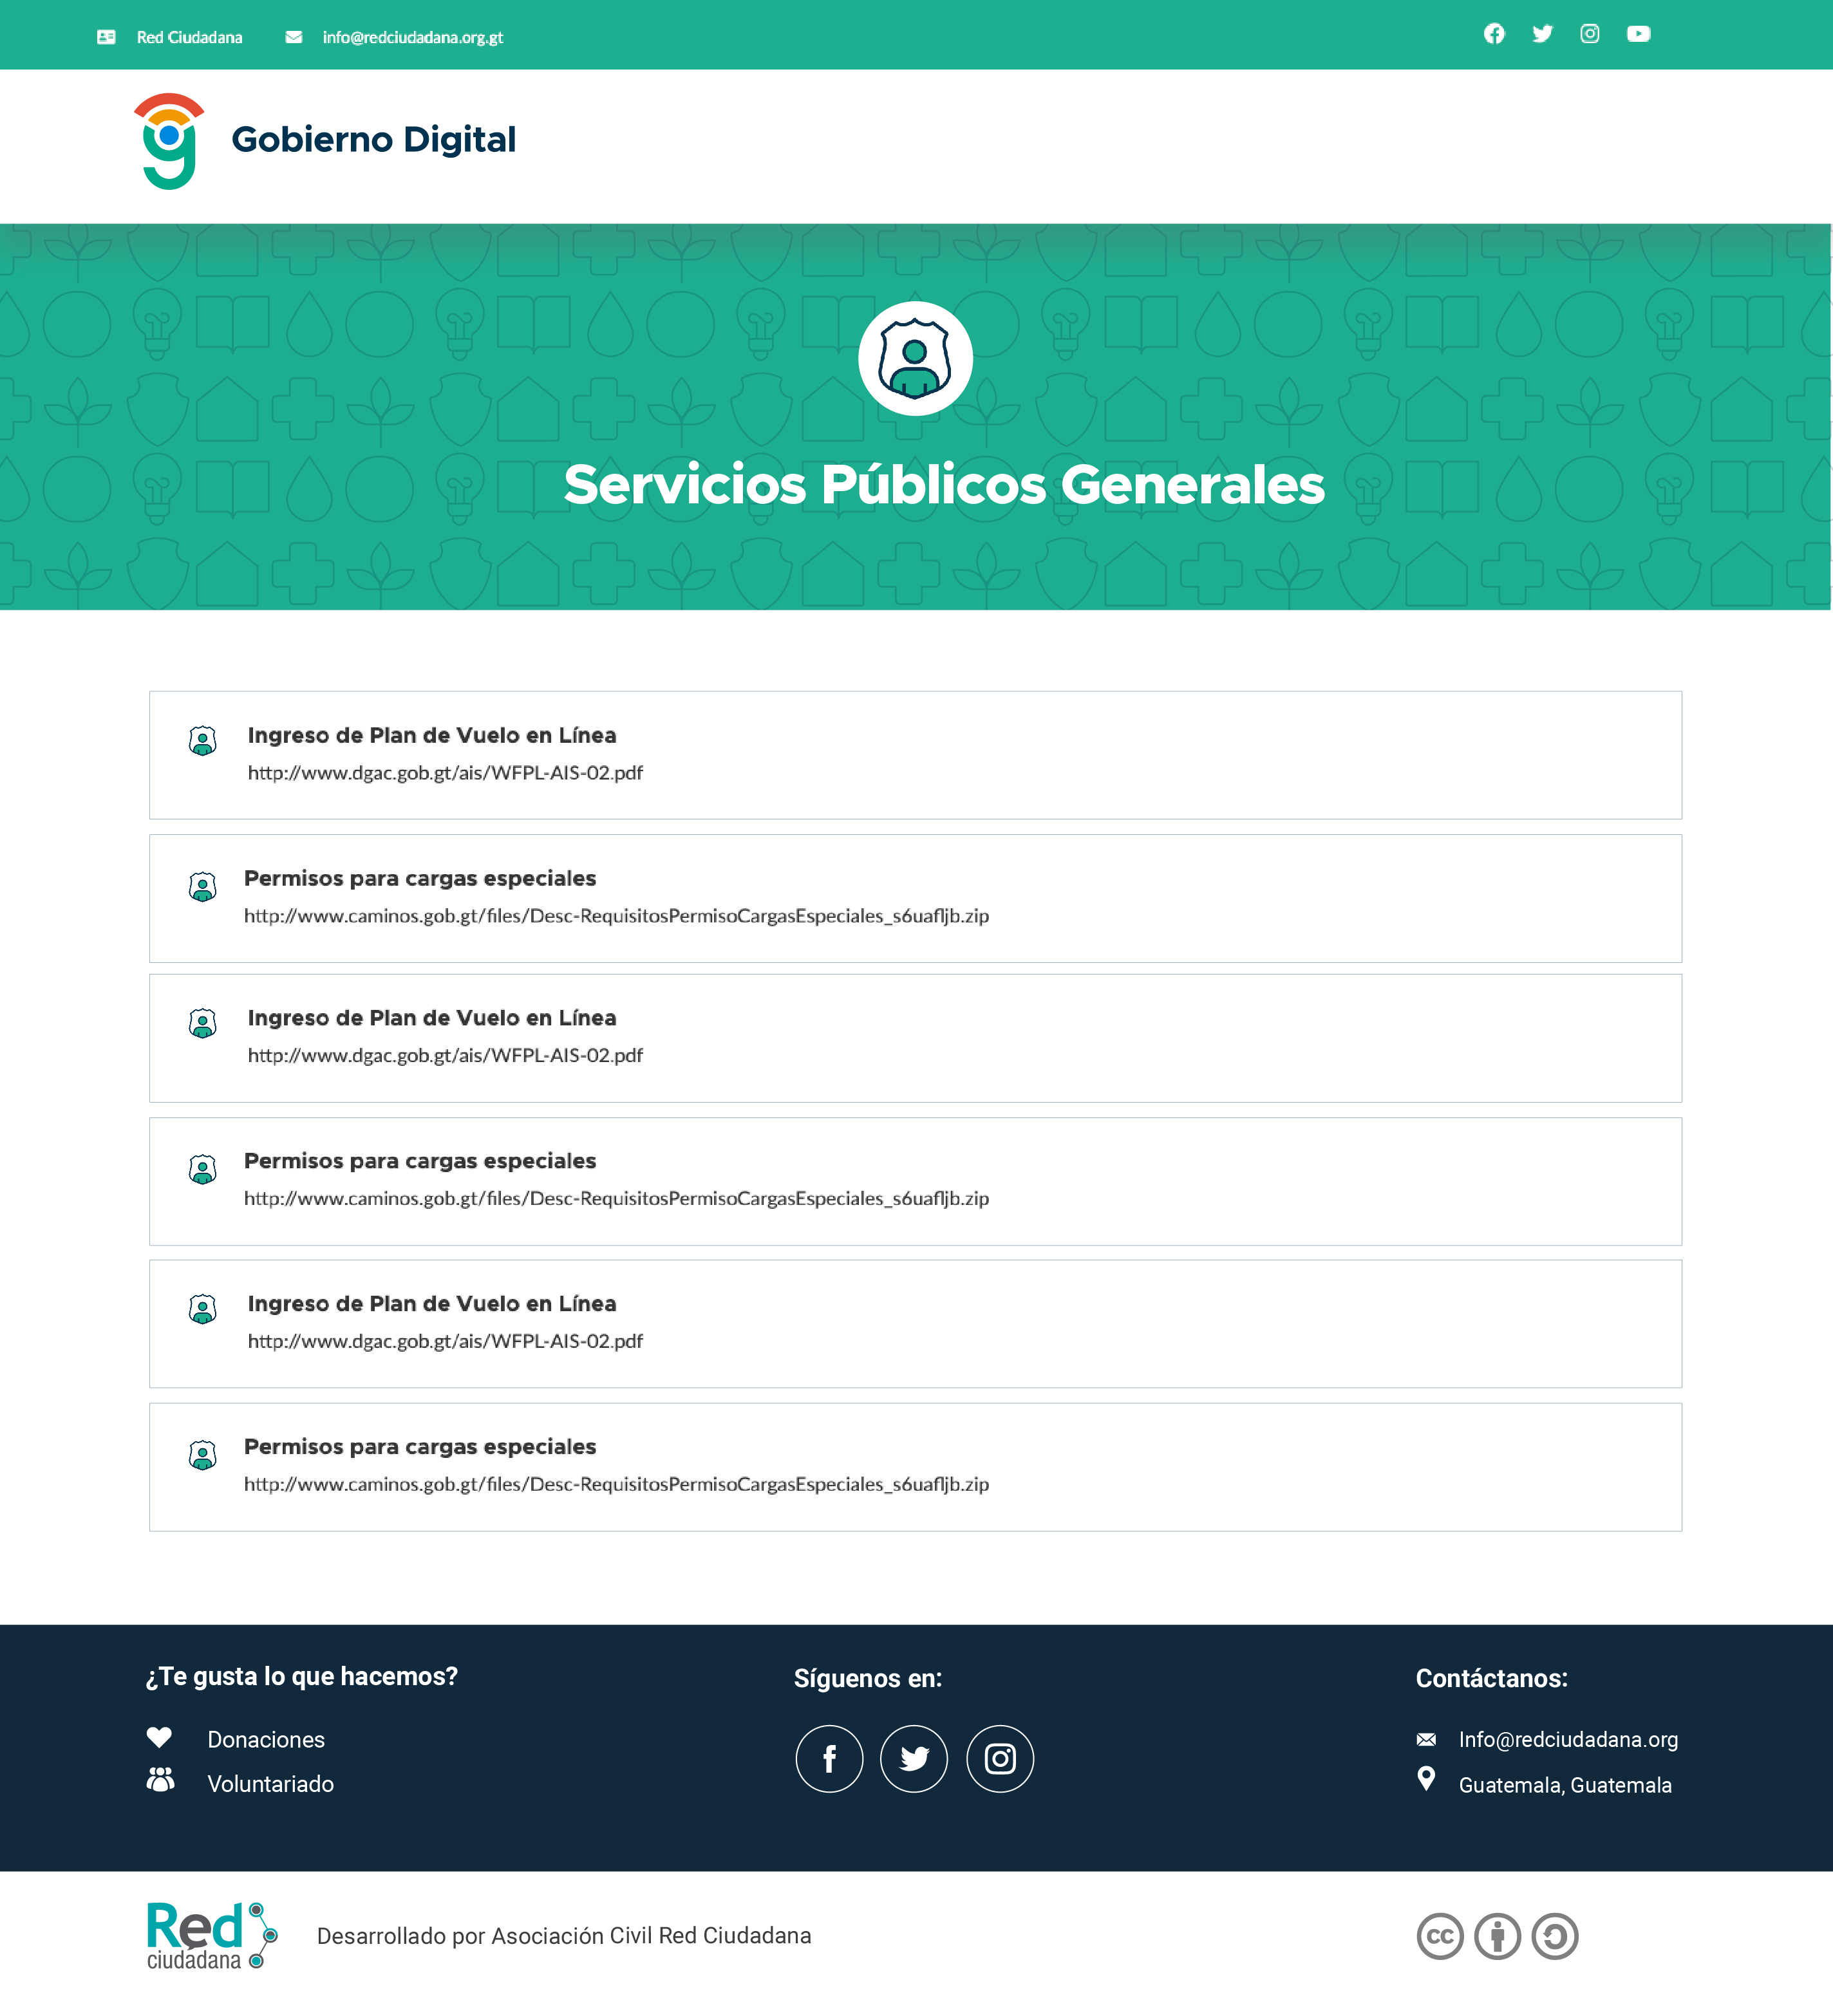 Red Ciudadana info@redciudadana.org.gt
Gobierno Digital
Servicios Públicos Generales
Ingreso de Plan de Vuelo en Línea
http://www.dgac.gob.gt/ais/WFPL-AIS-02.pdf
Permisos para cargas especiales
http://www.caminos.gob.gt/files/Desc-RequisitosPermisoCargasEspeciales_s6uafljb.zip
Ingreso de Plan de Vuelo en Línea
http://www.dgac.gob.gt/ais/WFPL-AIS-02.pdf
Permisos para cargas especiales
http://www.caminos.gob.gt/files/Desc-RequisitosPermisoCargasEspeciales_s6uafljb.zip
Ingreso de Plan de Vuelo en Línea
http://www.dgac.gob.gt/ais/WFPL-AIS-02.pdf
Permisos para cargas especiales
http://www.caminos.gob.gt/files/Desc-RequisitosPermisoCargasEspeciales_s6uafljb.zip
¿Te gusta lo que hacemos?
Donaciones
Voluntariado
Síguenos en:
Contáctanos:
Info@redciudadana.org
Guatemala, Guatemala
Red
ciudadana
Desarrollado por Asociación Civil Red Ciudadana
cc